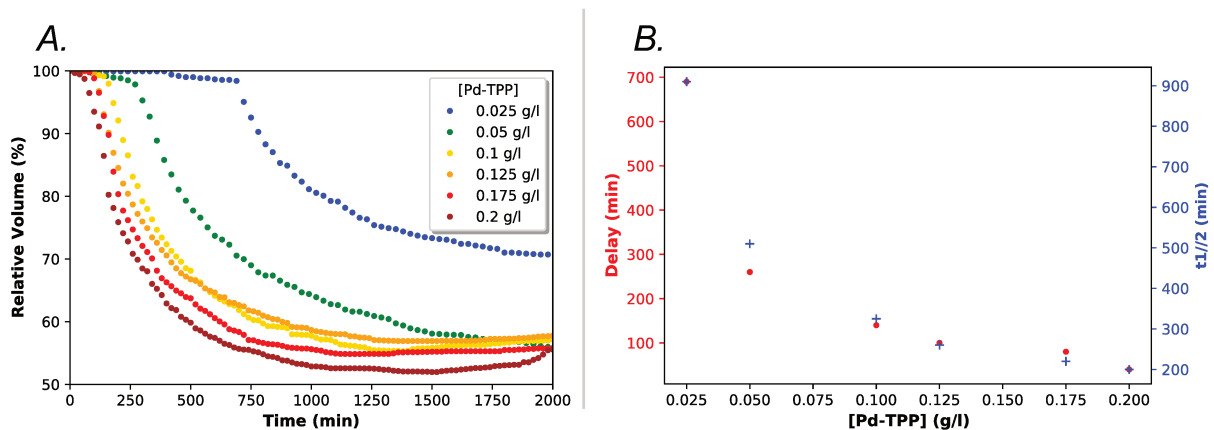 A.
B.
100
90
80
70
60
50
Relative Volume (%)
0
250
500
750
1000
1250
1500
1750
2000
Time (min)
[Pd-TPP]
0.025 g/l
0.05 g/l
0.1 g/l
0.125 g/l
0.175 g/l
0.2 g/l
700
600
500
400
300
200
100
Delay (min)
0.025
0.050
0.075
0.100
0.125
0.150
0.175
0.200
[Pd-TPP] (g/l)
900
800
700
600
500
400
300
200
t1//2 (min)